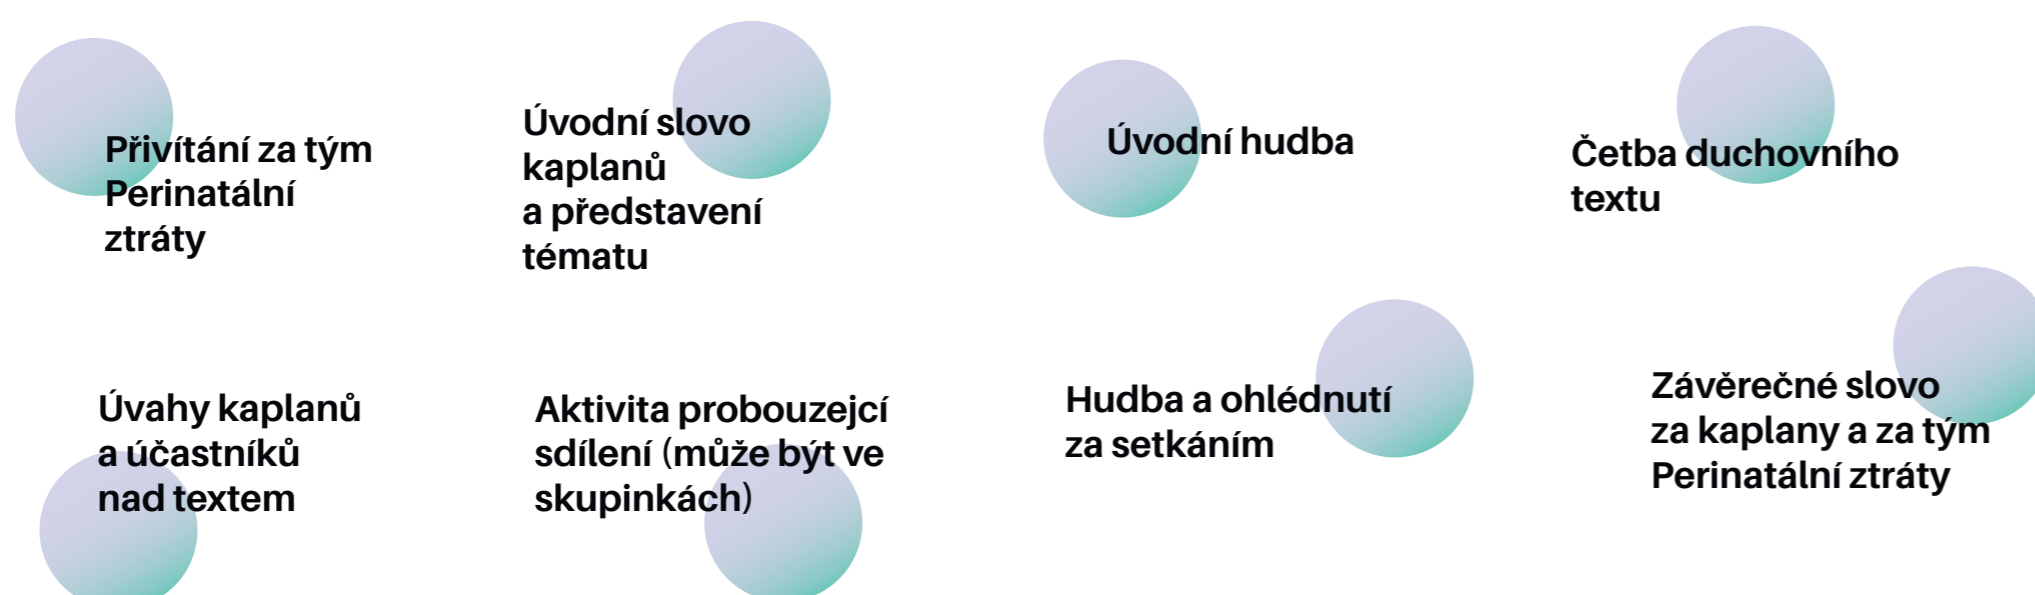 Přivítání za tým
Perinatální
ztráty
Úvodní slovo
kaplanů
a představení
tématu
Úvodní hudba
Četba duchovního
textu
Úvahy kaplanů
a účastníků
nad textem
Aktivita probouzejcí
sdílení (může být ve
skupinkách)
Hudba a ohlédnutí
za setkáním
Závěrečné slovo
za kaplany a za tým
Perinatální ztráty